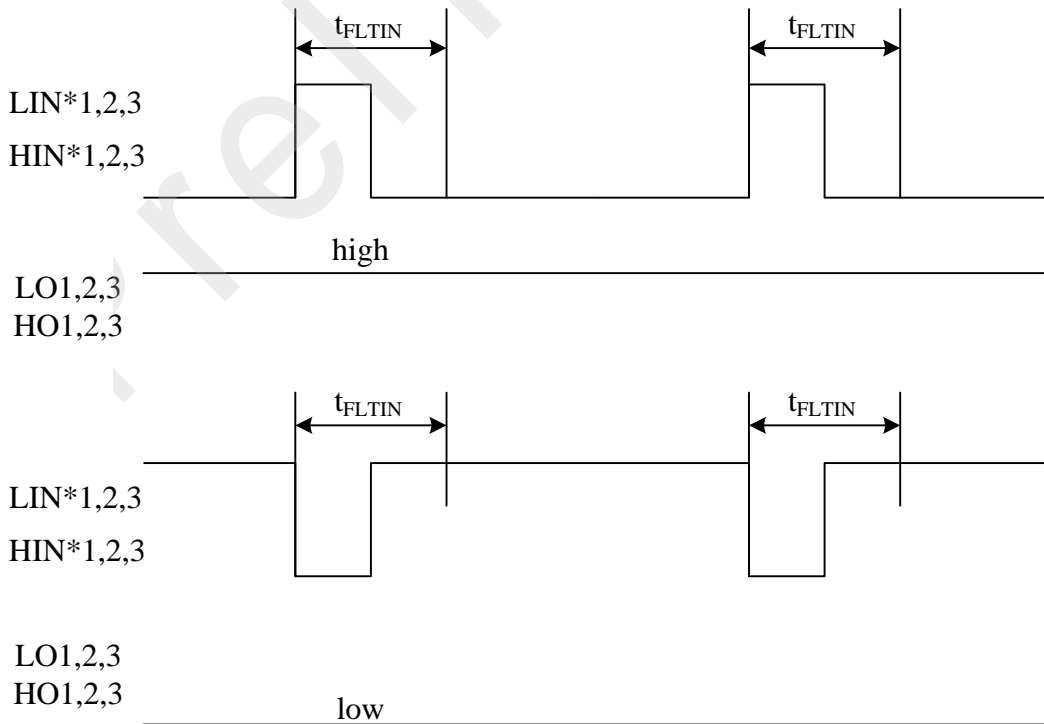 tFLTIN tFLTIN
LIN*1,2,3
HIN*1,2,3
high
LO1,2,3
HO1,2,3
tFLTIN tFLTIN
LIN*1,2,3
HIN*1,2,3
LO1,2,3
HO1,2,3
low